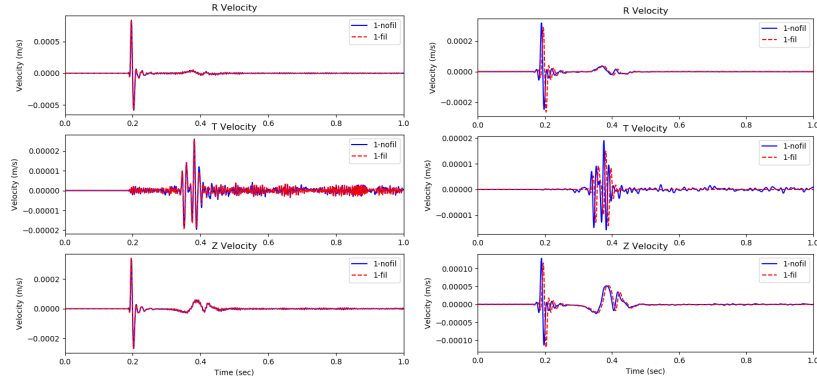 R Velocity
Velocity (m/s)
0.0005
0.0000
−0.0005
1-nofil
1-fil
0.0 0.2 0.4 0.6 0.8 1.0
T Velocity
Velocity (m/s)
0.00002
0.00001
0.00000
−0.00001
−0.00002
1-nofil
1-fil
0.0 0.2 0.4 0.6 0.8 1.0
Z Velocity
Velocity (m/s)
0.0002
0.0000
−0.0002
1-nofil
1-fil
0.0 0.2 0.4 0.6 0.8 1.0
Time (sec)
R Velocity
Velocity (m/s)
0.0002
0.0000
−0.0002
1-nofil
1-fil
0.0 0.2 0.4 0.6 0.8 1.0
T Velocity
Velocity (m/s)
0.00002
0.00001
0.00000
−0.00001
1-nofil
1-fil
0.0 0.2 0.4 0.6 0.8 1.0
Z Velocity
Velocity (m/s)
0.00010
0.00005
0.00000
−0.00005
−0.00010
1-nofil
1-fil
0.0 0.2 0.4 0.6 0.8 1.0
Time (sec)